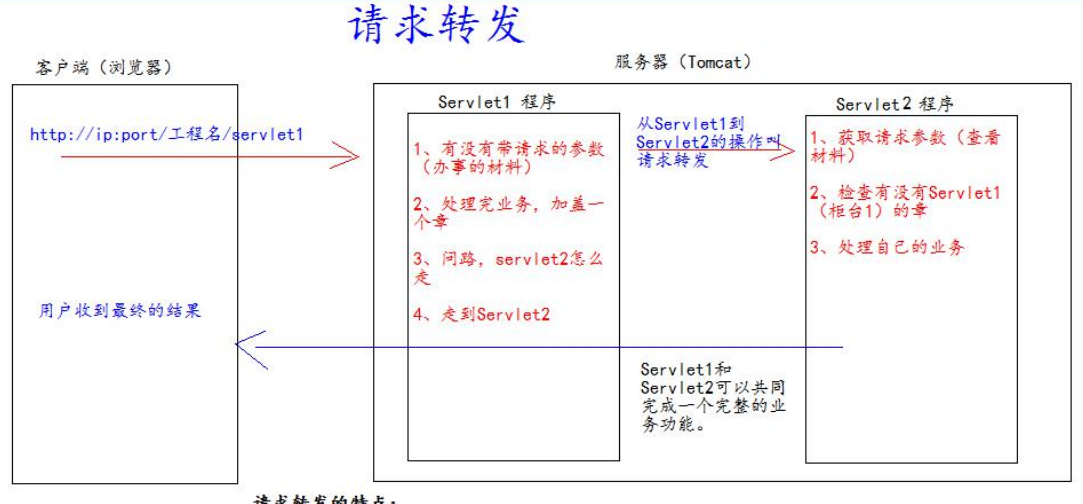 请求转发
客户端（浏览器）
服务器（Tomcat）
http://ip:port/工程名/servlet1
用户收到最终的结果
Servlet1 程序
1、有没有带请求的参数
（办事的材料）
2、处理完业务，加盖一
个章
3、问路，servlet2怎么
走
4、走到Servlet2
从Servlet1到
Servlet2的操作叫
请求转发
Servlet2 程序
1、获取请求参数（查看
材料）
2、检查有没有Servlet1
（柜台1）的章
3、处理自己的业务
Servlet1和
Servlet2可以共同
完成一个完整的业
务功能。
请求转发的特点：